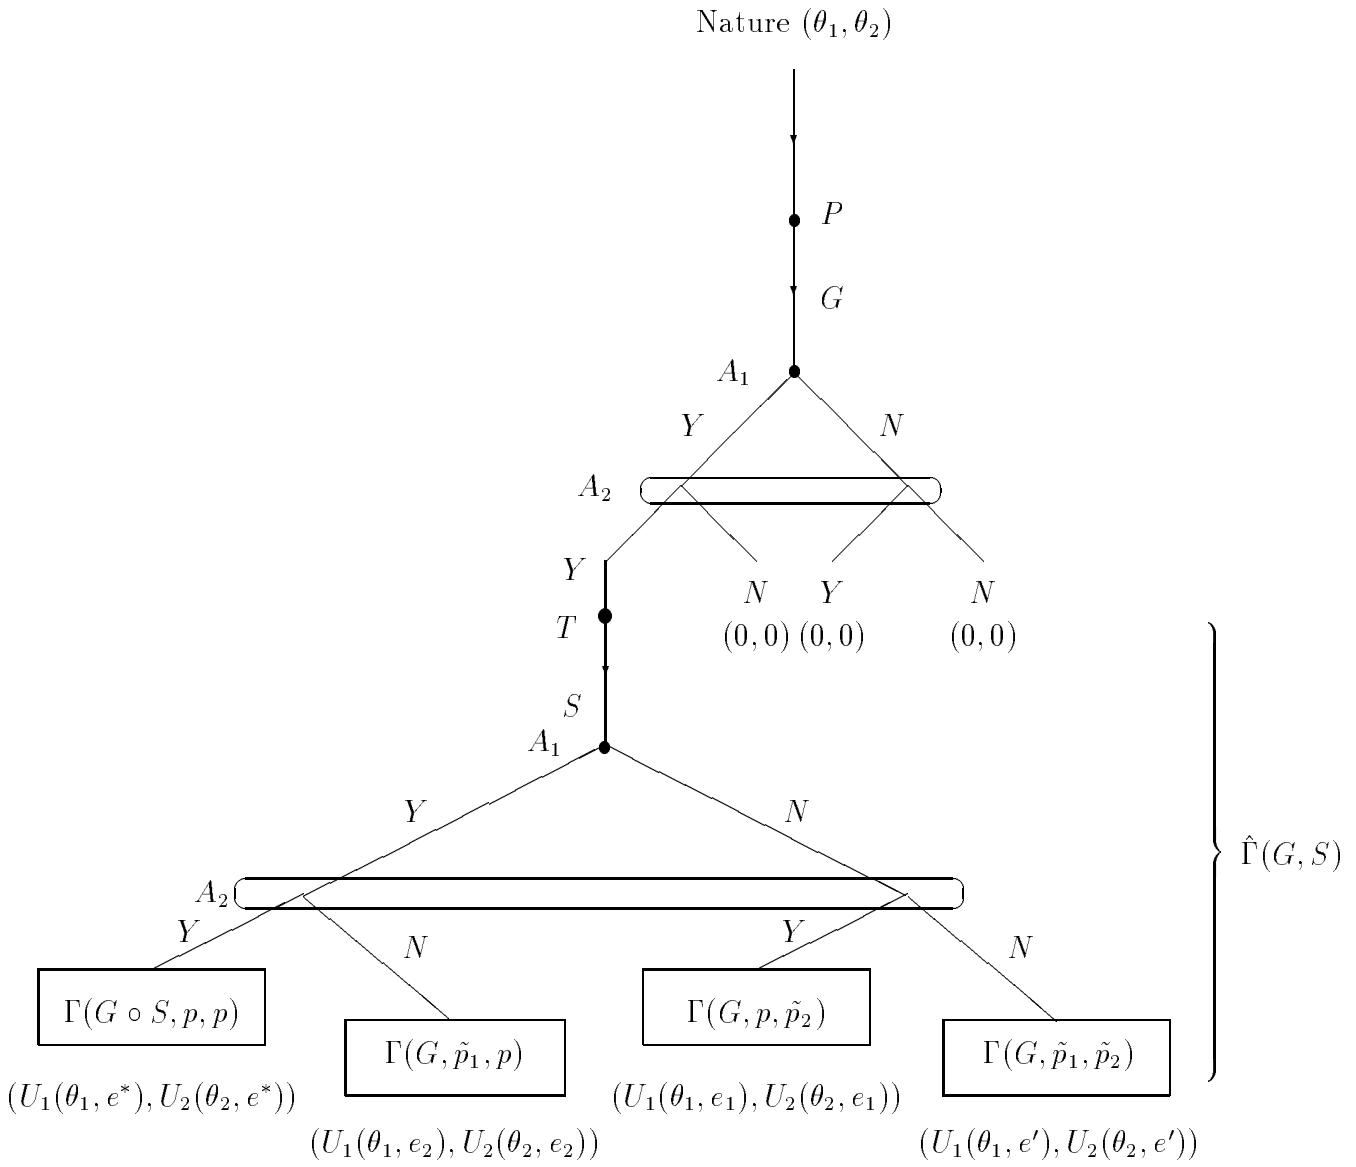 Nature (θ₁, θ₂)
P
G
A₁
Y N
A₂
Y N Y N
(0, 0) (0, 0) (0, 0)
T
S
A₁
Y N
Γ̂(G, S)
A₂
Y N Y N
Γ(G ∘ S, p, p) Γ(G, p, p̃₂)
Γ(G, p̃₁, p) Γ(G, p̃₁, p̃₂)
(U₁(θ₁, e*), U₂(θ₂, e*)) (U₁(θ₁, e₁), U₂(θ₂, e₁))
(U₁(θ₁, e₂), U₂(θ₂, e₂)) (U₁(θ₁, e′), U₂(θ₂, e′))